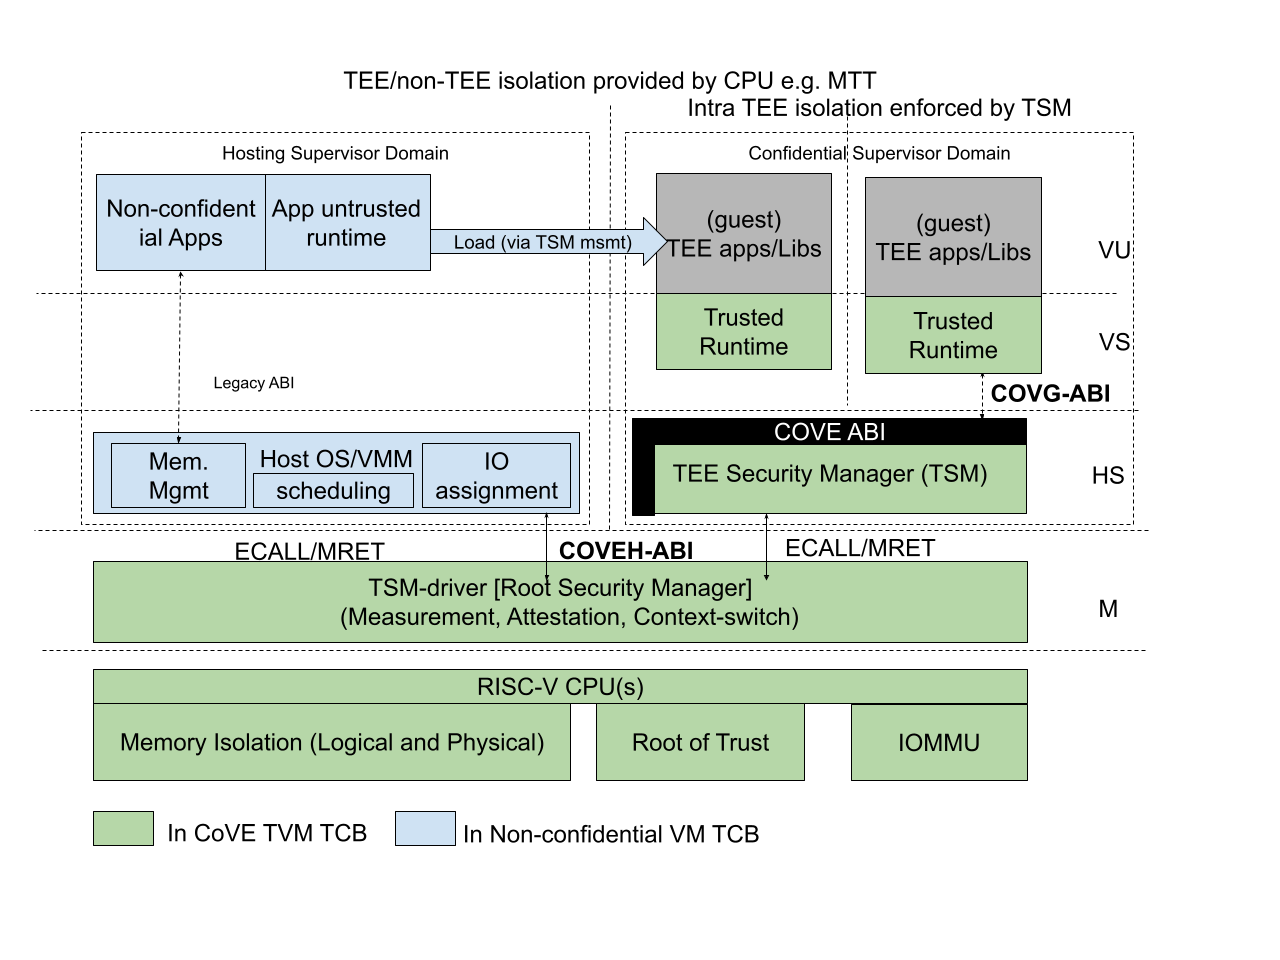 TEE/non-TEE isolation provided by CPU e.g. MTT
Intra TEE isolation enforced by TSM
Hosting Supervisor Domain
Confidential Supervisor Domain
Non-confident
ial Apps
App untrusted
runtime
Load (via TSM msmt)
(guest)
TEE apps/Libs
(guest)
TEE apps/Libs
VU
Trusted
Runtime
Trusted
Runtime
VS
Legacy ABI
COVG-ABI
Mem.
Mgmt
Host OS/VMM
scheduling
IO
assignment
COVE ABI
TEE Security Manager (TSM)
HS
ECALL/MRET
COVEH-ABI
ECALL/MRET
TSM-driver [Root Security Manager]
(Measurement, Attestation, Context-switch)
M
RISC-V CPU(s)
Memory Isolation (Logical and Physical)
Root of Trust
IOMMU
In CoVE TVM TCB
In Non-confidential VM TCB